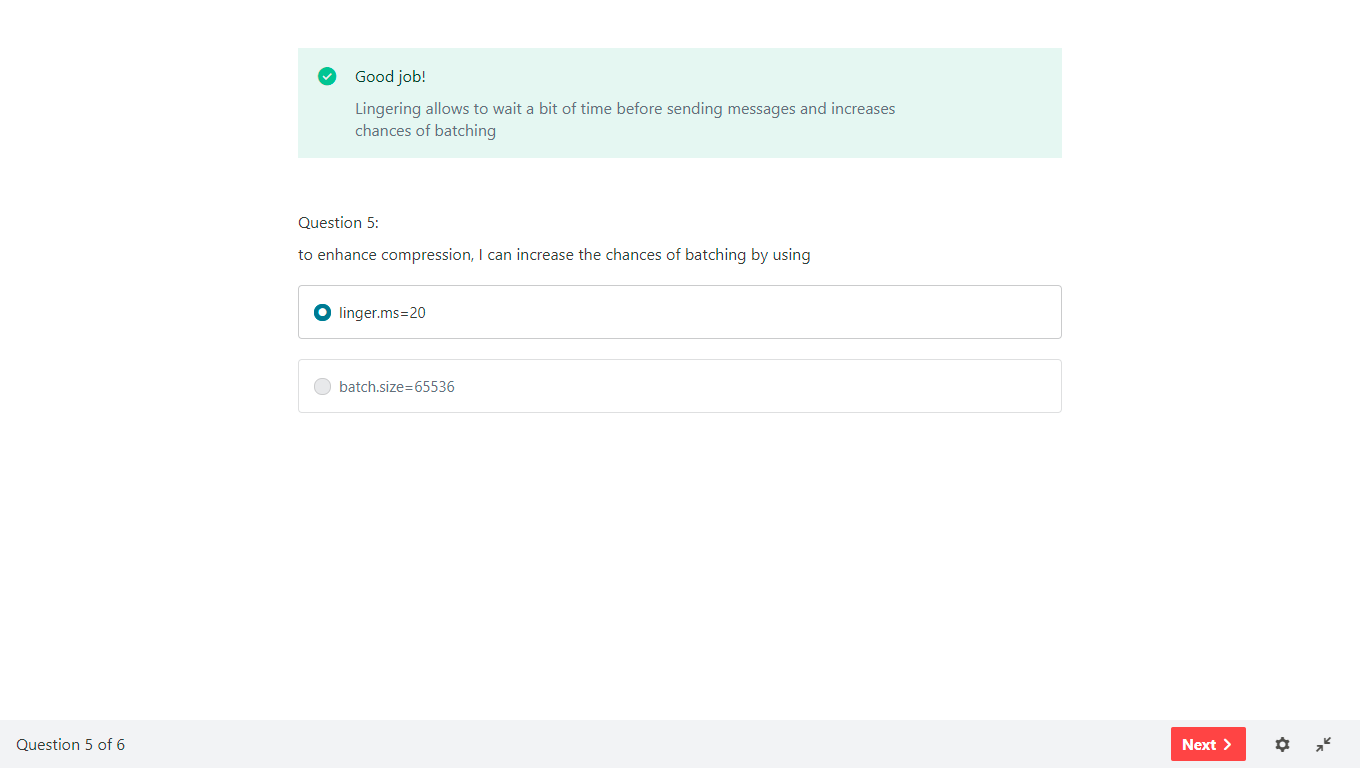 Good job!
Lingering allows to wait a bit of time before sending messages and increases
chances of batching
Question 5:
to enhance compression, I can increase the chances of batching by using
linger.ms=20
batch.size=65536
Question 5 of 6
Next